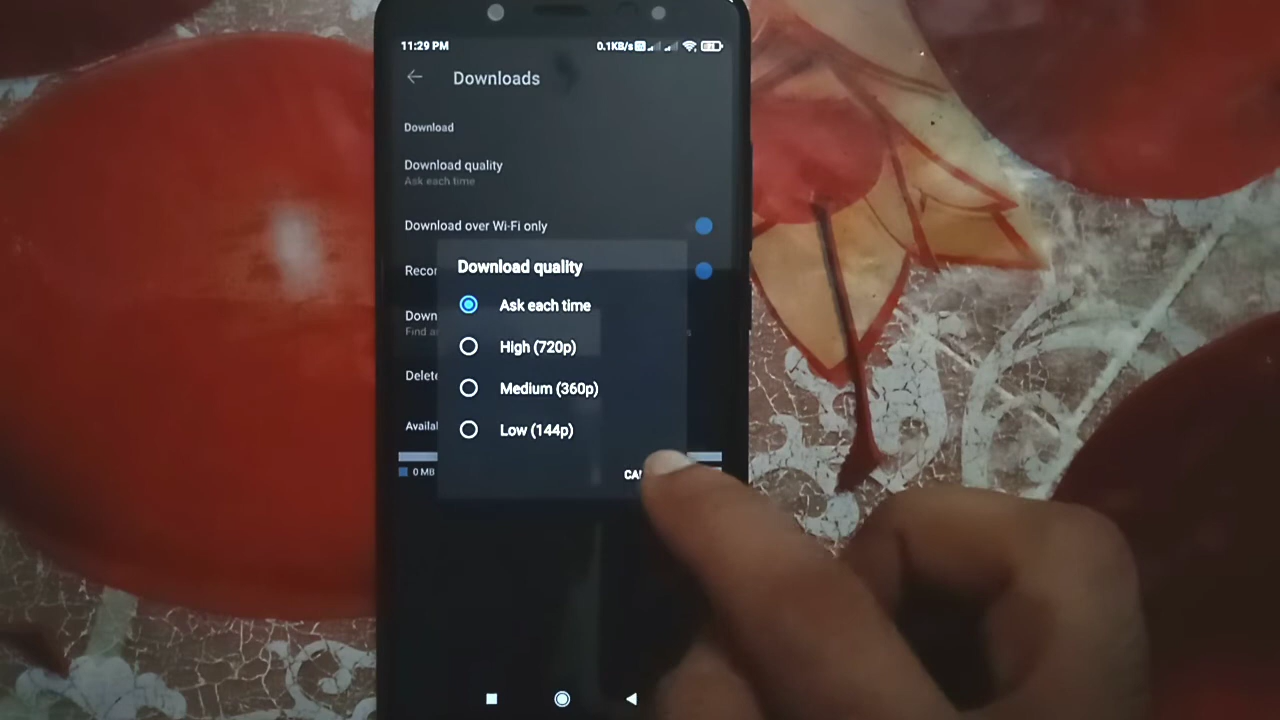 11:29 PM 0.1KB/s
Downloads
Download
Download quality
Ask each time
Download over Wi-Fi only
Download quality
Ask each time
High (720p)
Medium (360p)
Low (144p)
0 MB